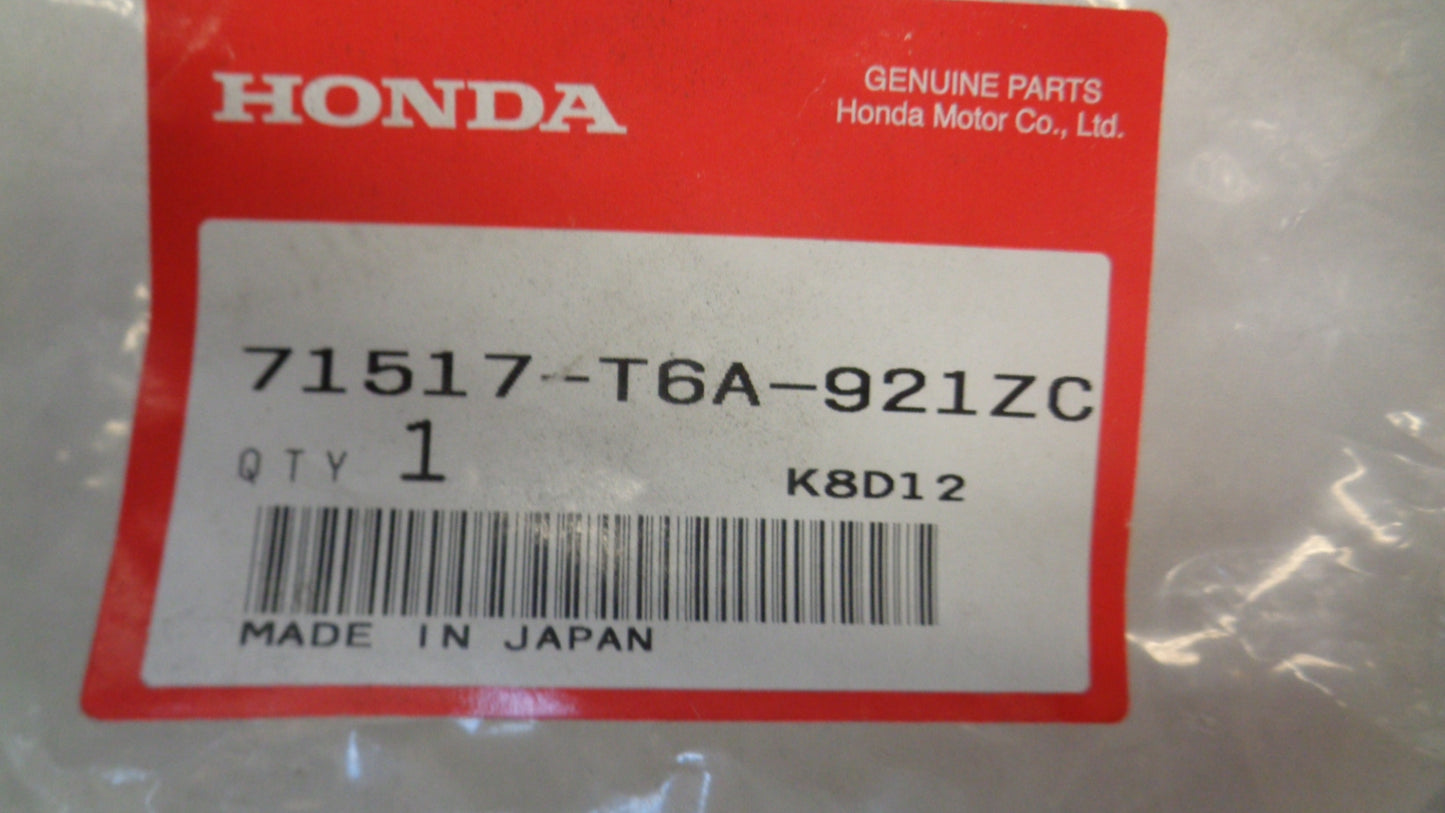 HONDA
GENUINE PARTS
Honda Motor Co., Ltd.
71517-T6A-921ZC
QTY 1 K8D12
MADE IN JAPAN